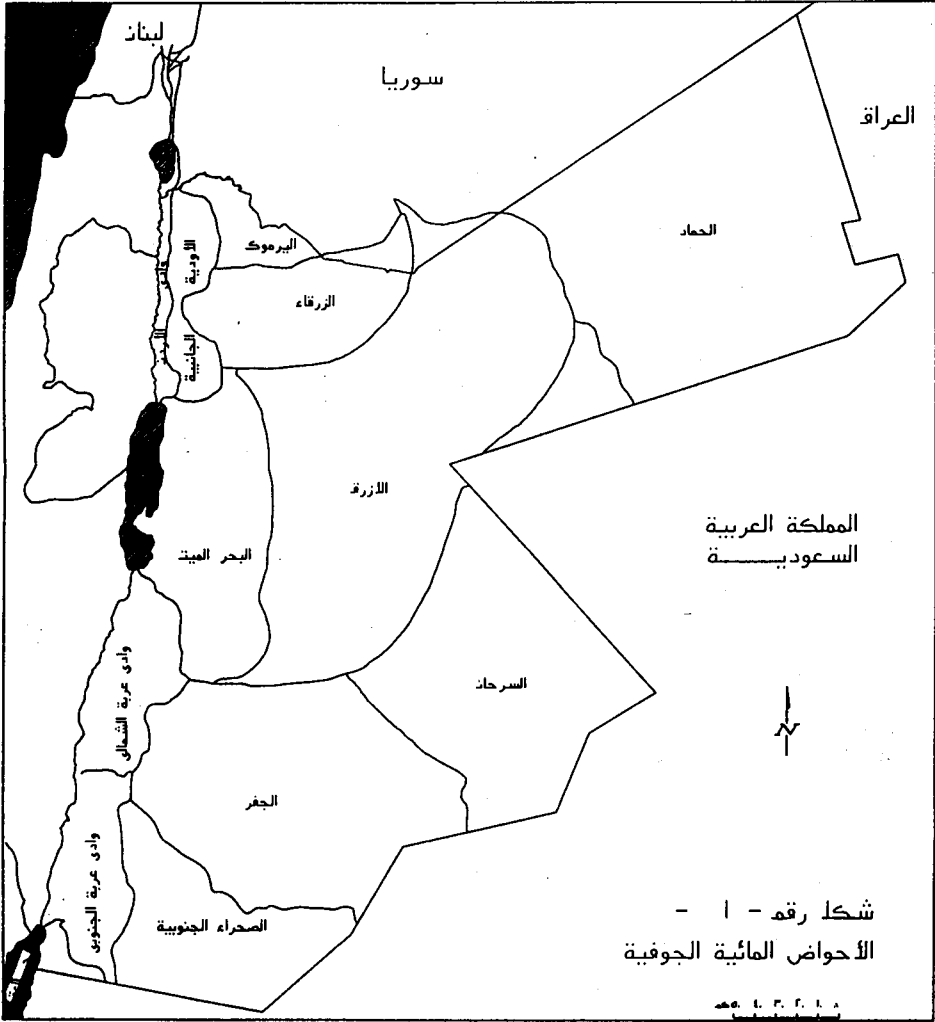 لبنان
سوريا
العراق
الحماد
اليرموك
الأودية
وادي
الزرقاء
الجانبية
الأزرق
المملكة العربية
السعوديـــــة
البحر الميت
وادي عربة الشمالي
السرحان
الجفر
وادي عربة الجنوبي
الصحراء الجنوبية
شكل رقم - ١ -
الأحواض المائية الجوفية